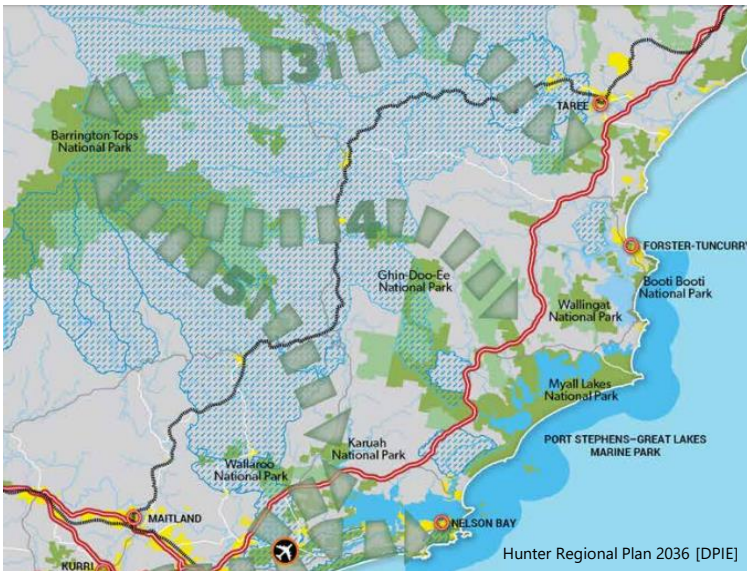 3
TAREE
Barrington Tops
National Park
4
FORSTER-TUNCURRY
Ghin-Doo-Ee
National Park
5
Booti Booti
National Park
Wallingat
National Park
Myall Lakes
National Park
PORT STEPHENS–GREAT LAKES
MARINE PARK
Karuah
National Park
Wallaroo
National Park
MAITLAND
NELSON BAY
Hunter Regional Plan 2036 [DPIE]
KURRI